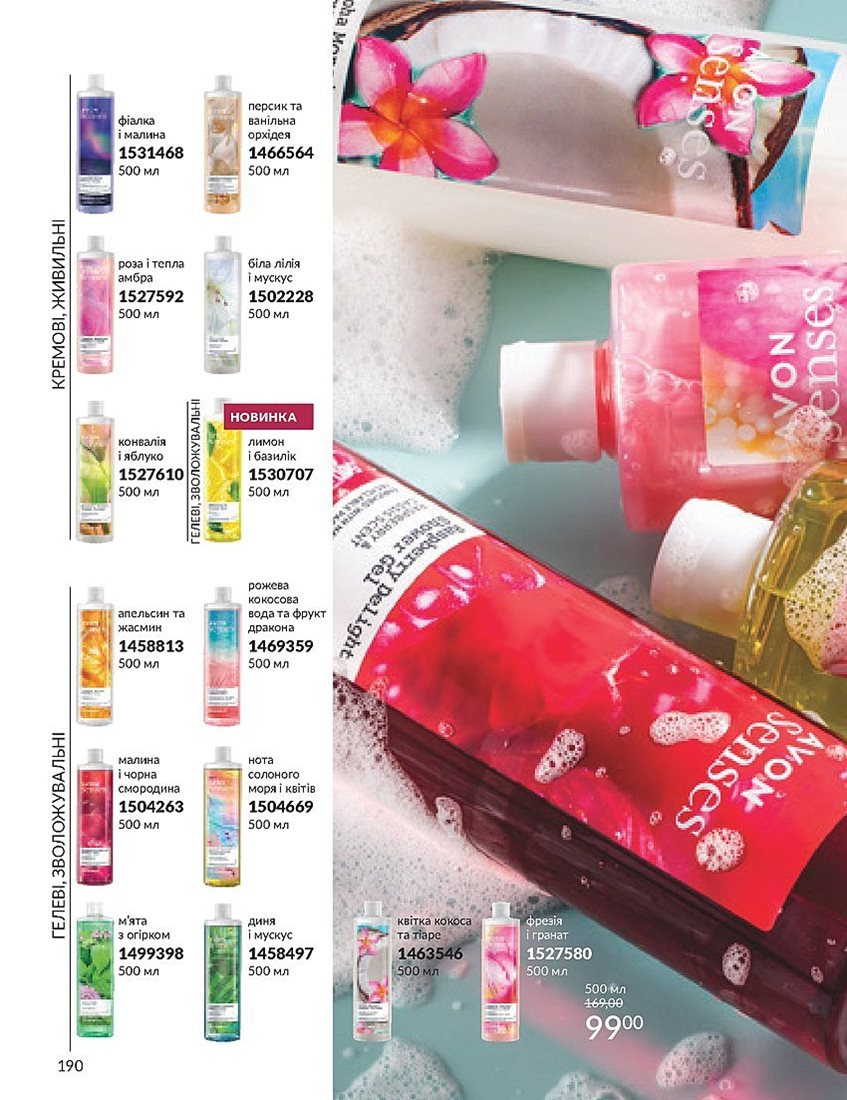 КРЕМОВІ, ЖИВИЛЬНІ
фіалка
і малина
1531468
500 мл
персик та
ванільна
орхідея
1466564
500 мл
роза і тепла
амбра
1527592
500 мл
біла лілія
і мускус
1502228
500 мл
конвалія
і яблуко
1527610
500 мл
ГЕЛЕВІ, ЗВОЛОЖУВАЛЬНІ
НОВИНКА
лимон
і базилік
1530707
500 мл
ГЕЛЕВІ, ЗВОЛОЖУВАЛЬНІ
апельсин та
жасмин
1458813
500 мл
рожева
кокосова
вода та фрукт
дракона
1469359
500 мл
малина
і чорна
смородина
1504263
500 мл
нота
солоного
моря і квітів
1504669
500 мл
м'ята
з огірком
1499398
500 мл
диня
і мускус
1458497
500 мл
AVON
senses
AVON
senses
Raspberry Delight
Shower Gel
AVON
senses
квітка кокоса
та тіаре
1463546
500 мл
фрезія
і гранат
1527580
500 мл
500 мл
169,00
99 00
190